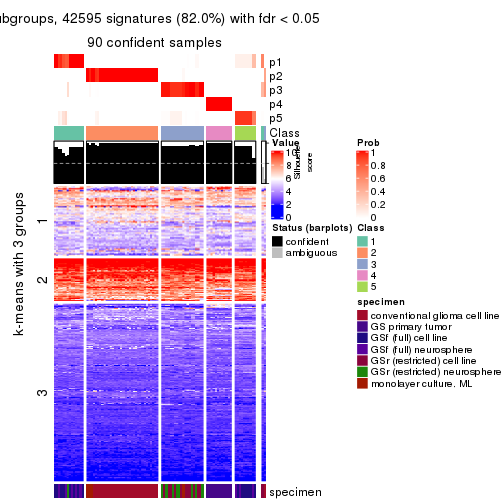 ubgroups, 42595 signatures (82.0%) with fdr < 0.05
90 confident samples
p1
p2
p3
p4
p5
Class
1
2
3
k-means with 3 groups
specimen
Value
10
8
6
4
2
0
Silhouette
score
Prob
1
0.8
0.6
0.4
0.2
0
Status (barplots)
confident
ambiguous
Class
1
2
3
4
5
specimen
conventional glioma cell line
GS primary tumor
GSf (full) cell line
GSf (full) neurosphere
GSr (restricted) cell line
GSr (restricted) neurosphere
monolayer culture. ML